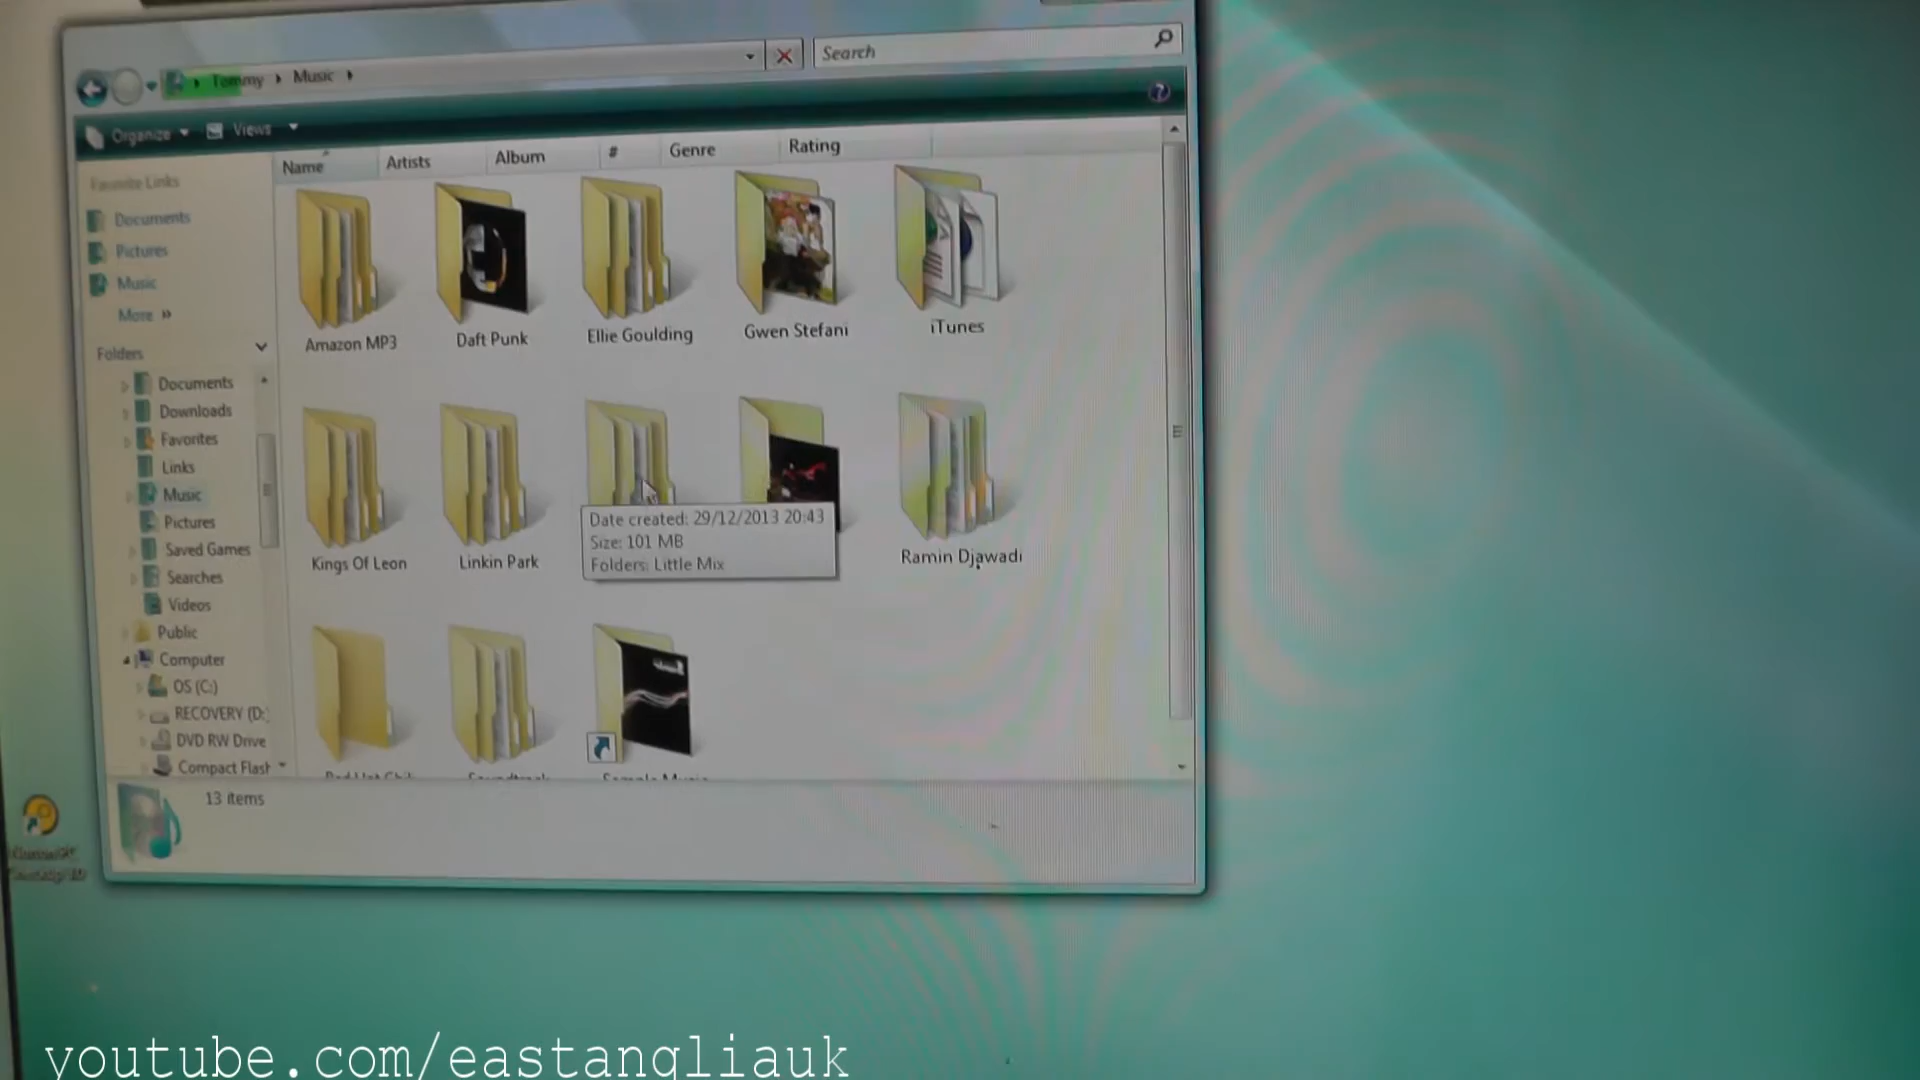 Search
Tommy Music
Organize Views
Name Artists Album # Genre Rating
Favorite Links
Documents
Pictures
Music
More »
Folders
Documents
Downloads
Favorites
Links
Music
Pictures
Saved Games
Searches
Videos
Public
Computer
OS (C:)
RECOVERY (D:
DVD RW Drive
Compact Flash
Amazon MP3
Daft Punk
Ellie Goulding
Gwen Stefani
iTunes
Kings Of Leon
Linkin Park
Date created: 29/12/2013 20:43
Size: 101 MB
Folders: Little Mix
Ramin Djawadi
Sample Music
13 items
youtube.com/eastangliauk